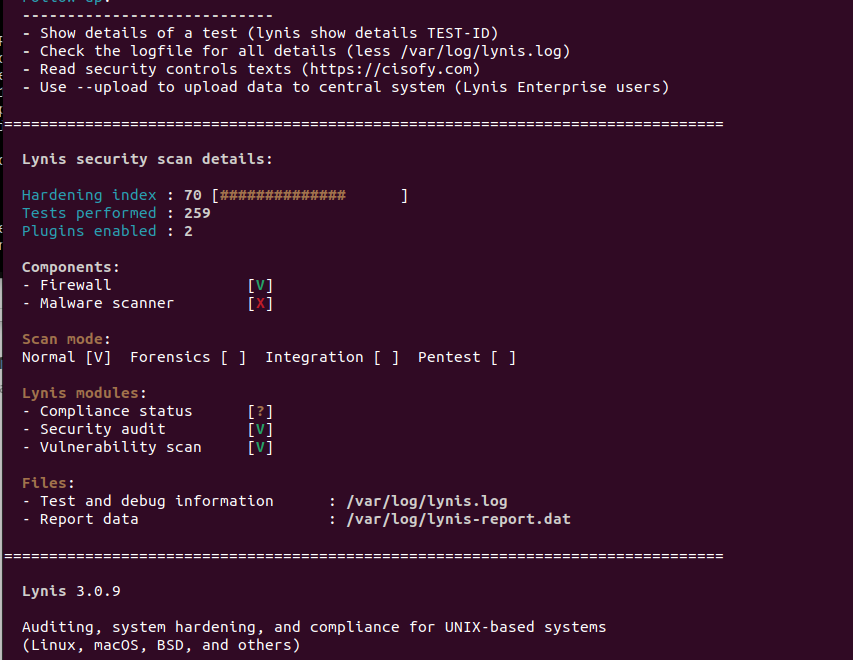 Follow-up:
----------------------------
- Show details of a test (lynis show details TEST-ID)
- Check the logfile for all details (less /var/log/lynis.log)
- Read security controls texts (https://cisofy.com)
- Use --upload to upload data to central system (Lynis Enterprise users)
================================================================================
Lynis security scan details:
Hardening index : 70 [##############      ]
Tests performed : 259
Plugins enabled : 2
Components:
- Firewall               [V]
- Malware scanner        [X]
Scan mode:
Normal [V]  Forensics [ ]  Integration [ ]  Pentest [ ]
Lynis modules:
- Compliance status      [?]
- Security audit         [V]
- Vulnerability scan     [V]
Files:
- Test and debug information      : /var/log/lynis.log
- Report data                     : /var/log/lynis-report.dat
================================================================================
Lynis 3.0.9
Auditing, system hardening, and compliance for UNIX-based systems
(Linux, macOS, BSD, and others)